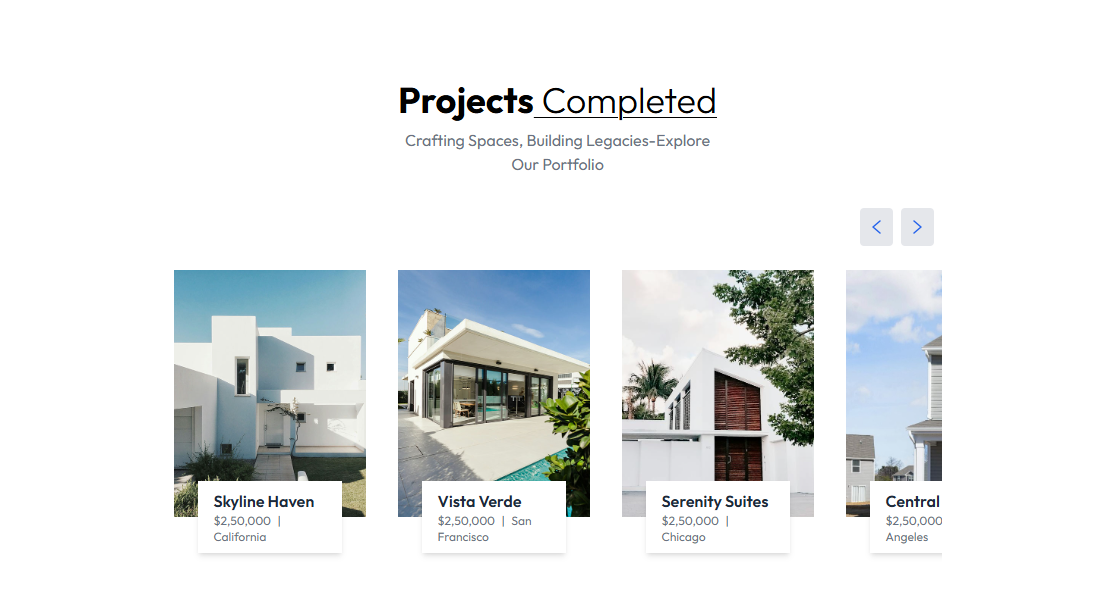 Projects Completed
Crafting Spaces, Building Legacies-Explore
Our Portfolio
Skyline Haven
$2,50,000 |
California
Vista Verde
$2,50,000 | San
Francisco
Serenity Suites
$2,50,000 |
Chicago
Central
$2,50,000
Angeles